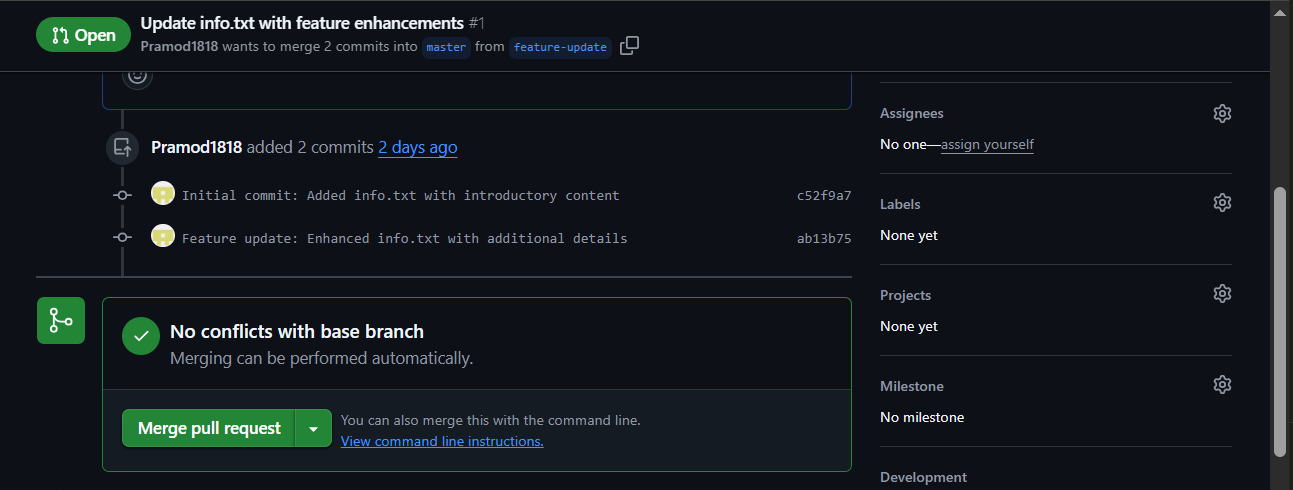 Open
Update info.txt with feature enhancements #1
Pramod1818 wants to merge 2 commits into master from feature-update
Pramod1818 added 2 commits 2 days ago
Initial commit: Added info.txt with introductory content c52f9a7
Feature update: Enhanced info.txt with additional details ab13b75
No conflicts with base branch
Merging can be performed automatically.
Merge pull request
You can also merge this with the command line.
View command line instructions.
Assignees
No one—assign yourself
Labels
None yet
Projects
None yet
Milestone
No milestone
Development